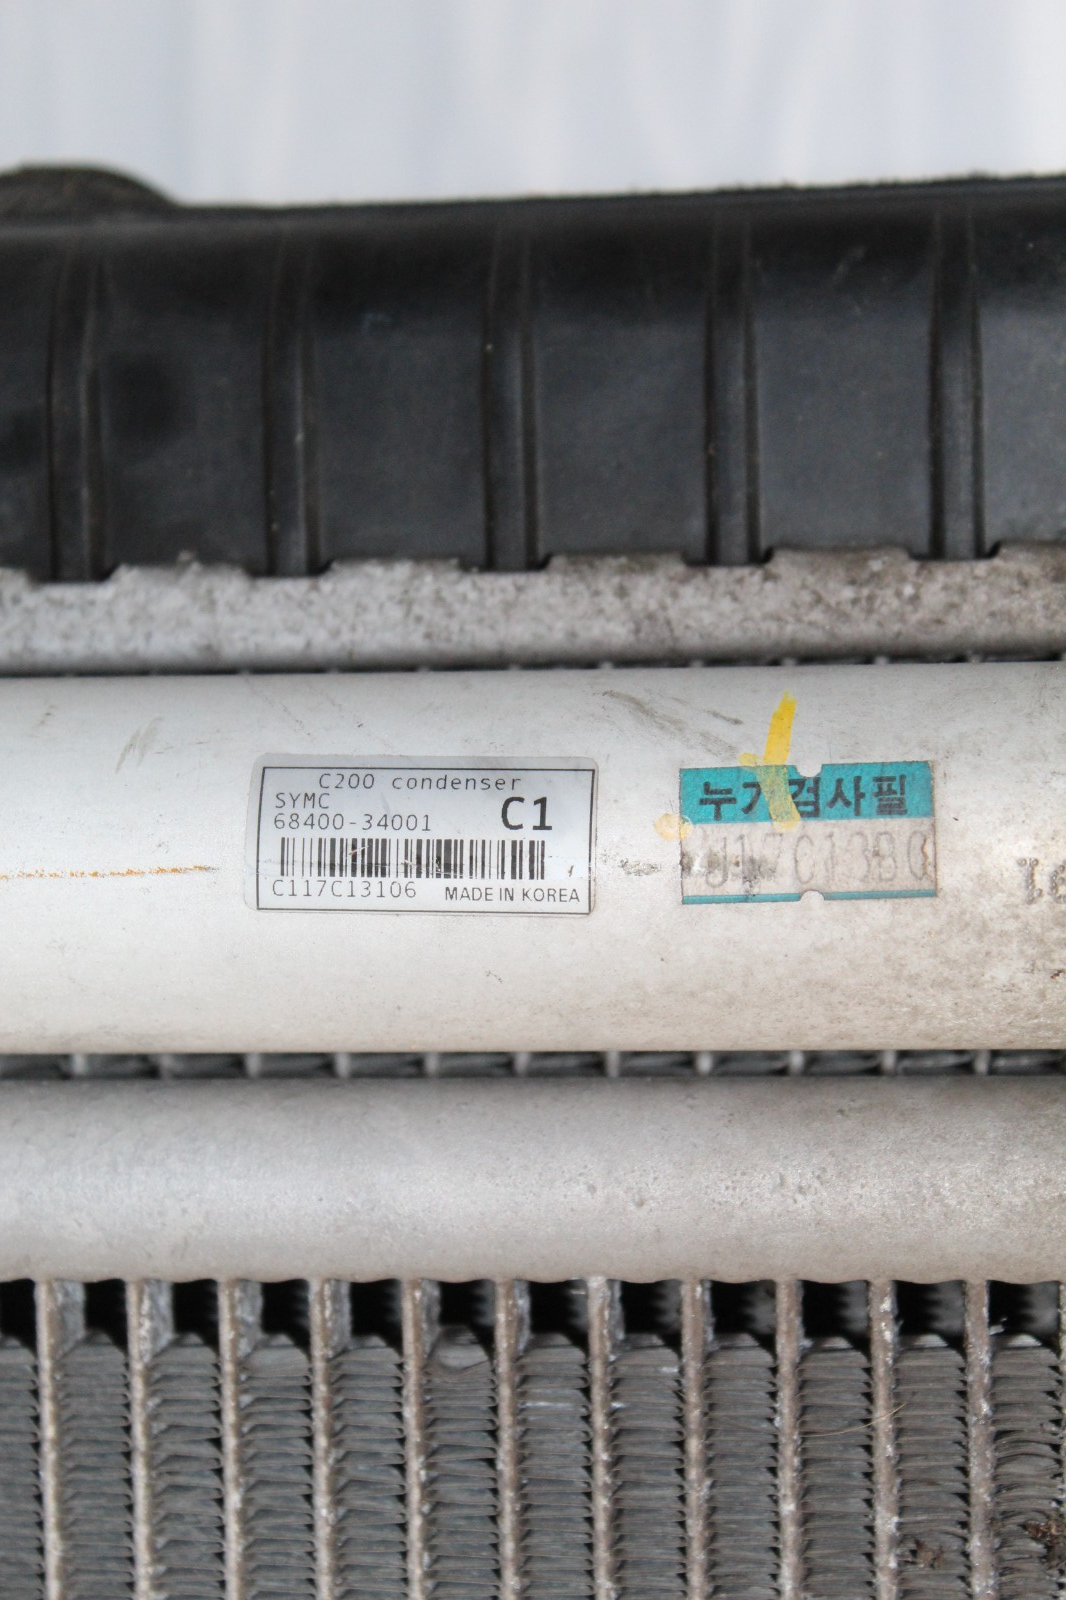 C200 condenser
SYMC
68400-34001
C1
C117C13106
MADE IN KOREA
누기검사필